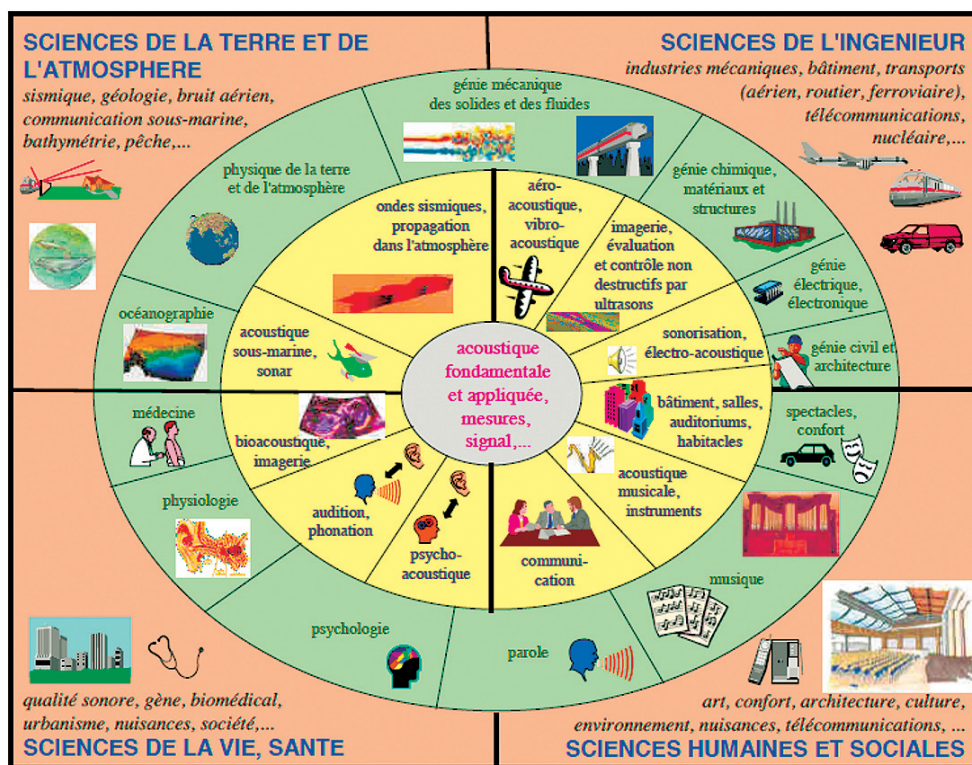 SCIENCES DE LA TERRE ET DE
L'ATMOSPHERE
sismique, géologie, bruit aérien,
communication sous-marine,
bathymétrie, pêche,...
SCIENCES DE L'INGENIEUR
industries mécaniques, bâtiment, transports
(aérien, routier, ferroviaire),
télécommunications,
nucléaire,...
génie mécanique
des solides et des fluides
physique de la terre
et de l'atmosphère
génie chimique,
matériaux et
structures
génie
électrique,
électronique
océanographie
génie civil et
architecture
ondes sismiques,
propagation
dans l'atmosphère
aéro-
acoustique,
vibro-
acoustique
imagerie,
évaluation
et contrôle non
destructifs par
ultrasons
acoustique
sous-marine,
sonar
sonorisation,
électro-acoustique
acoustique
fondamentale
et appliquée,
mesures,
signal,...
médecine
bioacoustique,
imagerie
bâtiment, salles,
auditoriums,
habitacles
spectacles,
confort
physiologie
audition,
phonation
psycho-
acoustique
communi-
cation
acoustique
musicale,
instruments
psychologie
parole
musique
qualité sonore, gène, biomédical,
urbanisme, nuisances, société,...
SCIENCES DE LA VIE, SANTE
art, confort, architecture, culture,
environnement, nuisances, télécommunications, ...
SCIENCES HUMAINES ET SOCIALES